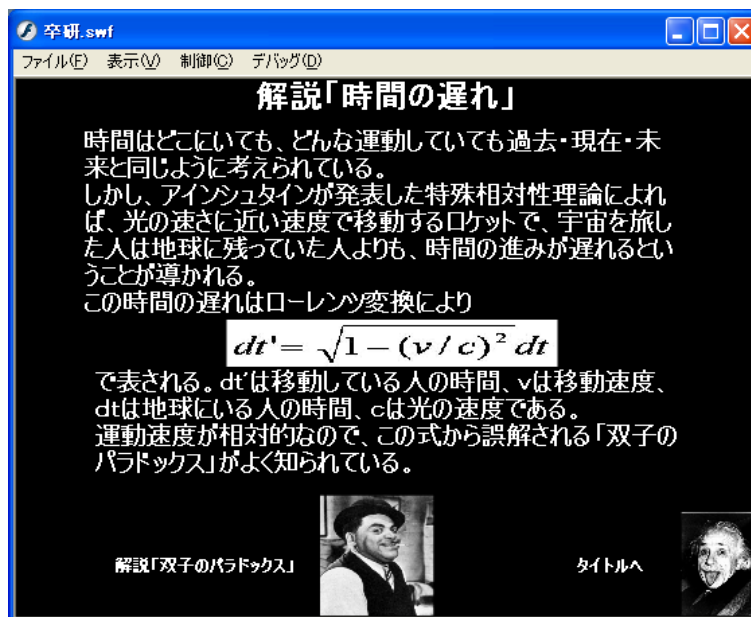 卒研.swf
ファイル(F) 表示(V) 制御(C) デバッグ(D)
解説「時間の遅れ」
時間はどこにいても、どんな運動していても過去・現在・未
来と同じように考えられている。
しかし、アインシュタインが発表した特殊相対性理論によれ
ば、光の速さに近い速度で移動するロケットで、宇宙を旅し
た人は地球に残っていた人よりも、時間の進みが遅れるとい
うことが導かれる。
この時間の遅れはローレンツ変換により
dt'= √1−(v/c)² dt
で表される。dt'は移動している人の時間、vは移動速度、
dtは地球にいる人の時間、cは光の速度である。
運動速度が相対的なので、この式から誤解される「双子の
パラドックス」がよく知られている。
解説「双子のパラドックス」 タイトルへ